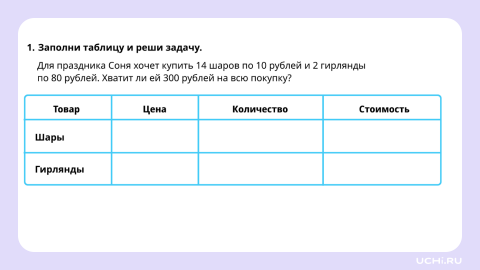 1. Заполни таблицу и реши задачу.
Для праздника Соня хочет купить 14 шаров по 10 рублей и 2 гирлянды
по 80 рублей. Хватит ли ей 300 рублей на всю покупку?
Товар Цена Количество Стоимость
Шары
Гирлянды
UCHi.RU